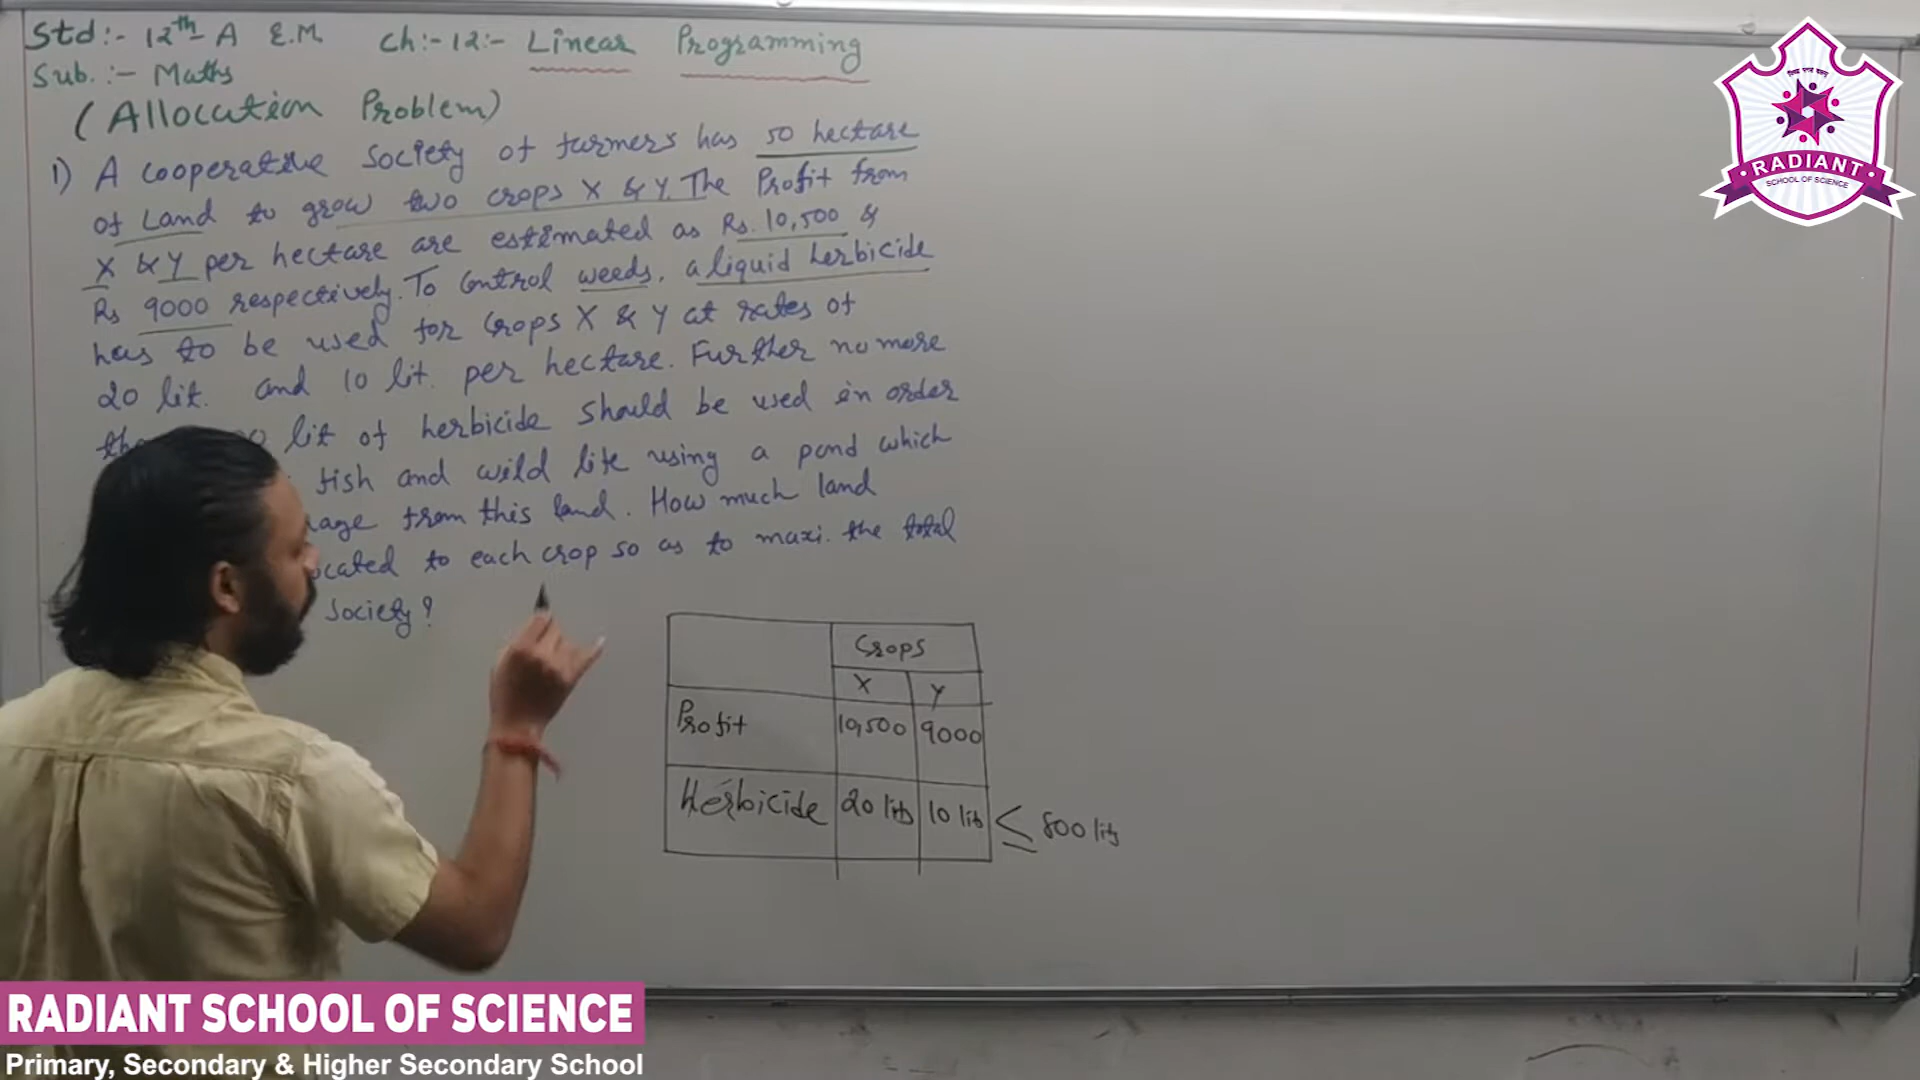 Std:- 12th-A E.M. Ch:-12:- Linear Programming
Sub.:- Maths
(Allocation Problem)
1) A cooperative Society of farmers has 50 hectare
of Land to grow two crops X & Y. The Profit from
X & Y per hectare are estimated as Rs. 10,500 &
Rs 9000 respectively. To Control weeds, a liquid herbicide
has to be used for Crops X & Y at rates of
20 lit. and 10 lit. per hectare. Further no more
lit of herbicide should be used in order
fish and wild life using a pond which
from this land. How much land
to each crop so as to maxi. the total
Society?
Crops
X Y
Profit 10,500 9000
Herbicide 20 lits 10 lits ≤ 800 lits
RADIANT
SCHOOL OF SCIENCE
RADIANT SCHOOL OF SCIENCE
Primary, Secondary & Higher Secondary School